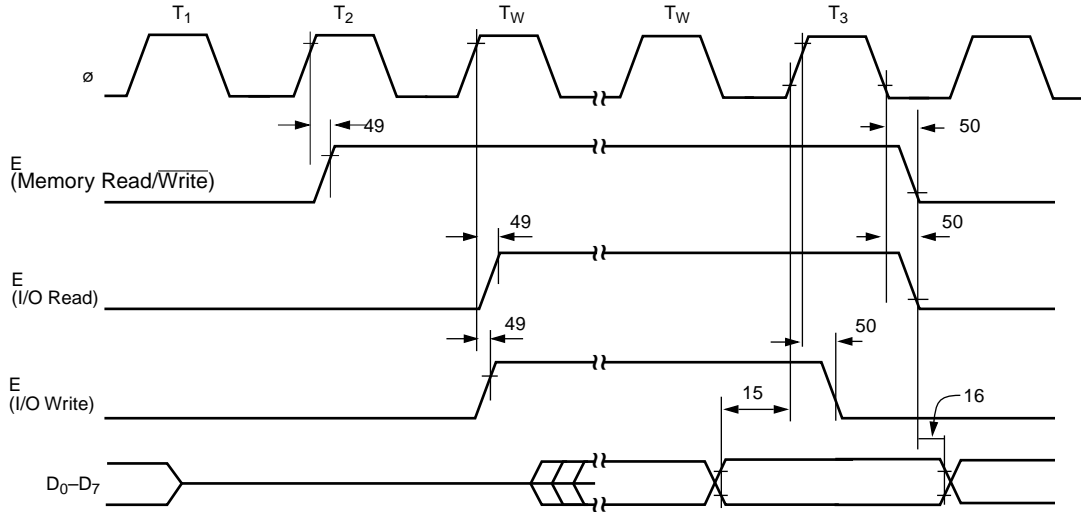 T1 T2 TW TW T3
ø
49 50
E
(Memory Read/Write)
49 50
E
(I/O Read)
49 50
E
(I/O Write)
15 16
D0–D7